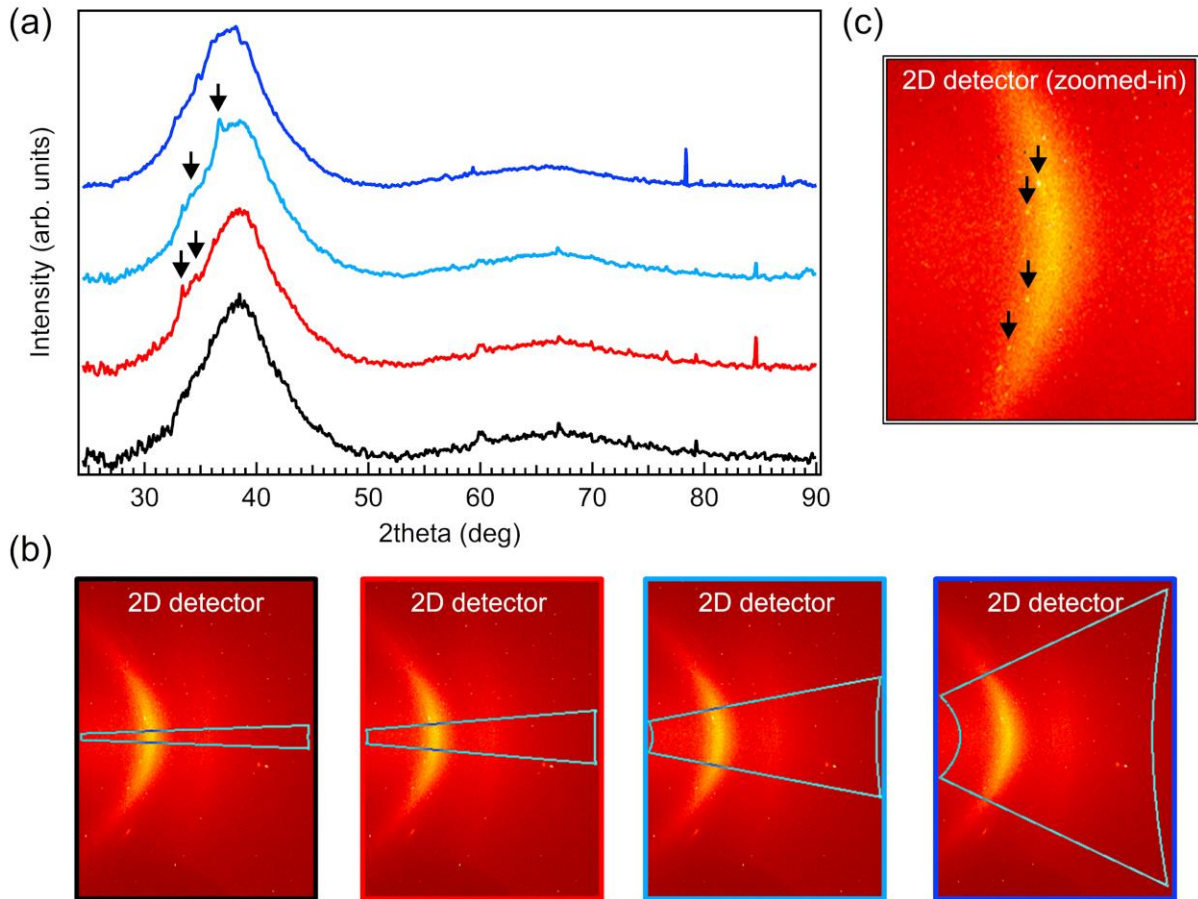 (a)
Intensity (arb. units)
30
40
50
60
70
80
90
2theta (deg)
(c)
2D detector (zoomed-in)
(b)
2D detector
2D detector
2D detector
2D detector